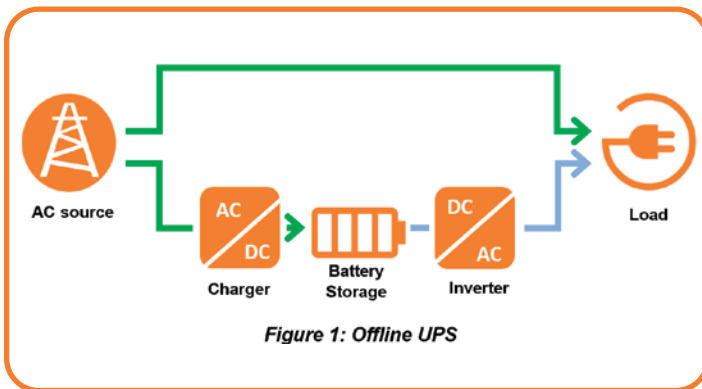 AC source
AC
DC
Charger
Battery
Storage
DC
AC
Inverter
Load
Figure 1: Offline UPS